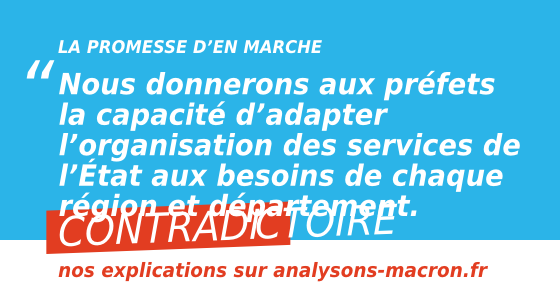 LA PROMESSE D’EN MARCHE
“ Nous donnerons aux préfets
la capacité d’adapter
l’organisation des services de
l’État aux besoins de chaque
région et département.
CONTRADICTOIRE
nos explications sur analysons-macron.fr